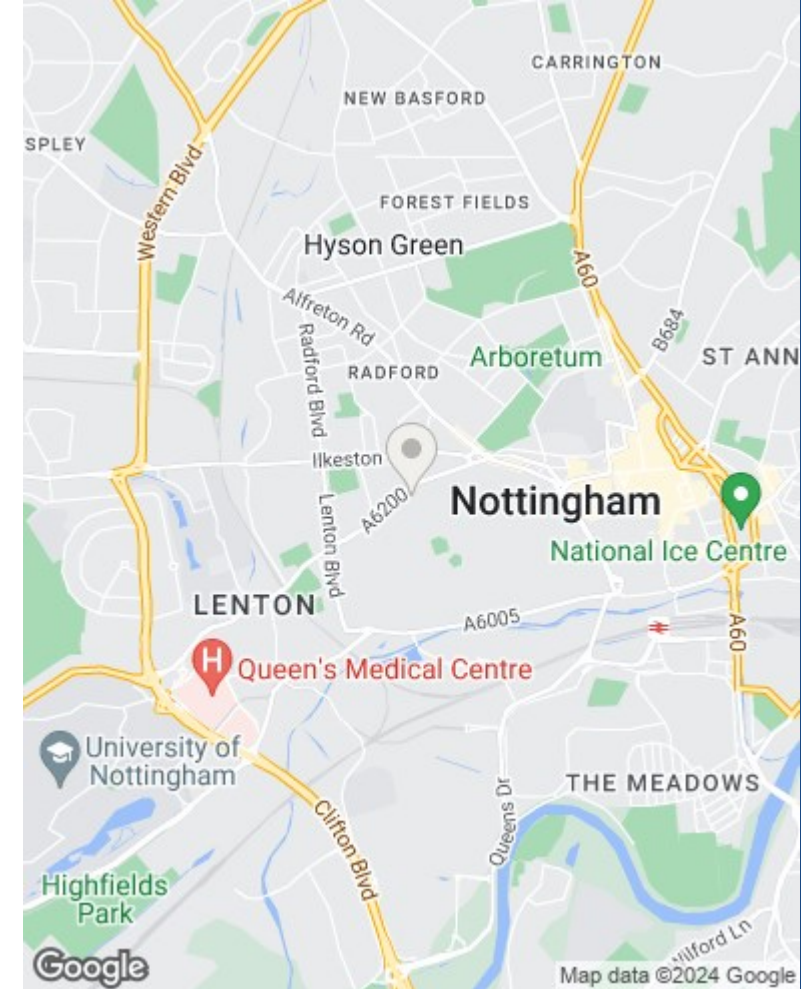 CARRINGTON
NEW BASFORD
SPLEY
Western Blvd
FOREST FIELDS
Hyson Green
A60
Alfreton Rd
B684
Radford Blvd
RADFORD
Arboretum
ST ANN
Ilkeston
A6200
Nottingham
Lenton Blvd
National Ice Centre
LENTON
A6005
A60
H
Queen's Medical Centre
University of
Nottingham
THE MEADOWS
Queens Dr
Clifton Blvd
Highfields
Park
Wilford Ln
Google
Map data ©2024 Google